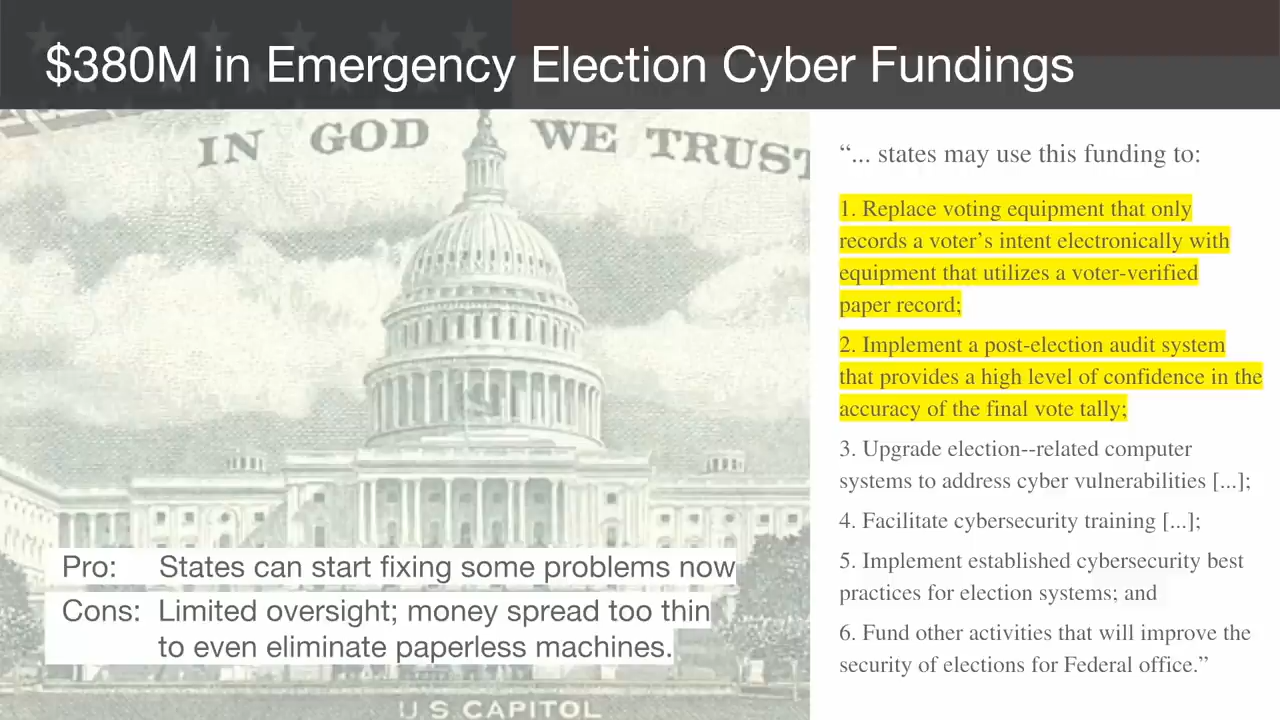 $380M in Emergency Election Cyber Fundings
IN GOD WE TRUST
“... states may use this funding to:
1. Replace voting equipment that only
records a voter’s intent electronically with
equipment that utilizes a voter-verified
paper record;
2. Implement a post-election audit system
that provides a high level of confidence in the
accuracy of the final vote tally;
3. Upgrade election--related computer
systems to address cyber vulnerabilities [...];
4. Facilitate cybersecurity training [...];
5. Implement established cybersecurity best
practices for election systems; and
6. Fund other activities that will improve the
security of elections for Federal office.”
Pro: States can start fixing some problems now
Cons: Limited oversight; money spread too thin
to even eliminate paperless machines.
U.S. CAPITOL